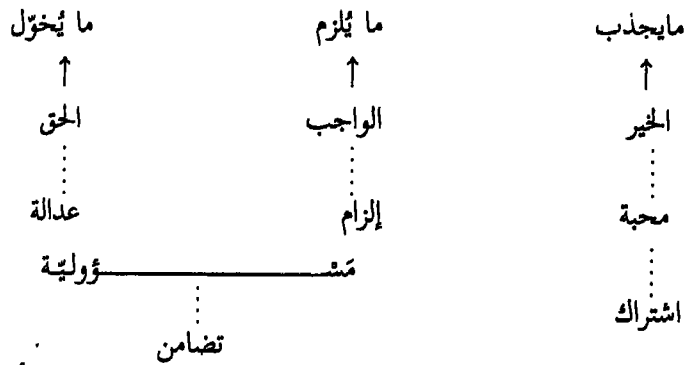 مايجذب ما يُلزم ما يُخوّل
الخير الواجب الحق
محبة إلزام عدالة
مَسـؤوليّة
اشتراك
تضامن